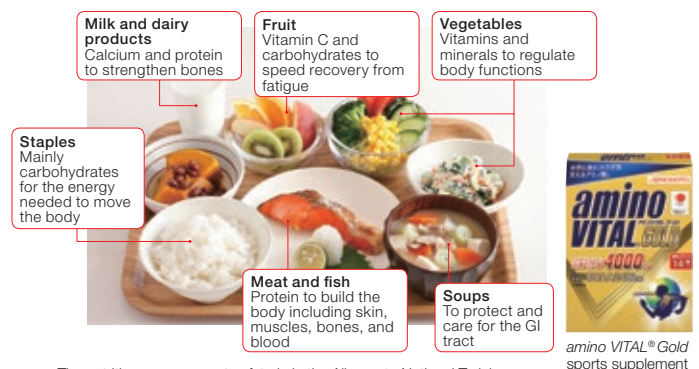 Milk and dairy
products
Calcium and protein
to strengthen bones
Fruit
Vitamin C and
carbohydrates to
speed recovery from
fatigue
Vegetables
Vitamins and
minerals to regulate
body functions
Staples
Mainly
carbohydrates
for the energy
needed to move
the body
Meat and fish
Protein to build the
body including skin,
muscles, bones, and
blood
Soups
To protect and
care for the GI
tract
amino
VITAL GOLD
4000
amino VITAL® Gold
sports supplement